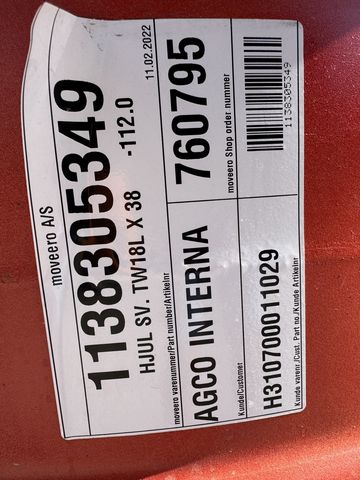 moveero A/S
1138305349
HJUL SV. TW18L X 38 -112.0
11.02.2022
moveero varenummer/Part number/Artikelnr
AGCO INTERNA
760795
Kunde/Customer
moveero Shop order nummer
H310700011029
1138305349
Kunde varenr./Cust. Part no./Kunde Artikelnr